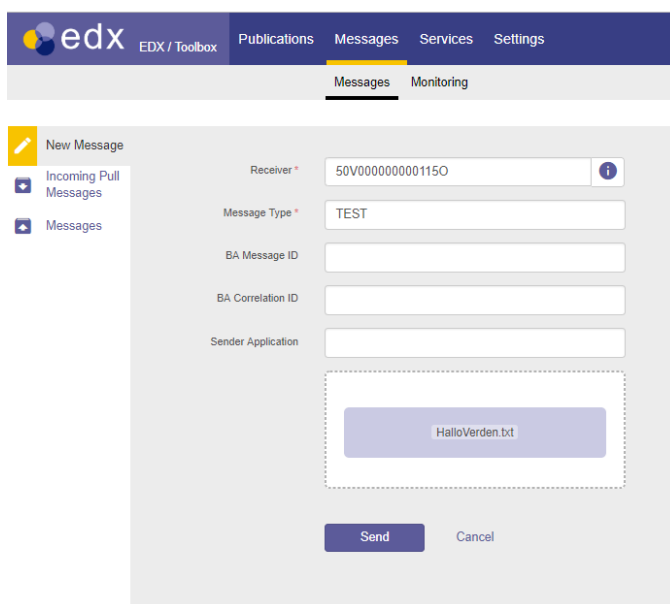 edx EDX / Toolbox Publications Messages Services Settings
Messages Monitoring
New Message
Incoming Pull
Messages
Messages
Receiver * 50V000000000115O
Message Type * TEST
BA Message ID
BA Correlation ID
Sender Application
HalloVerden.txt
Send Cancel